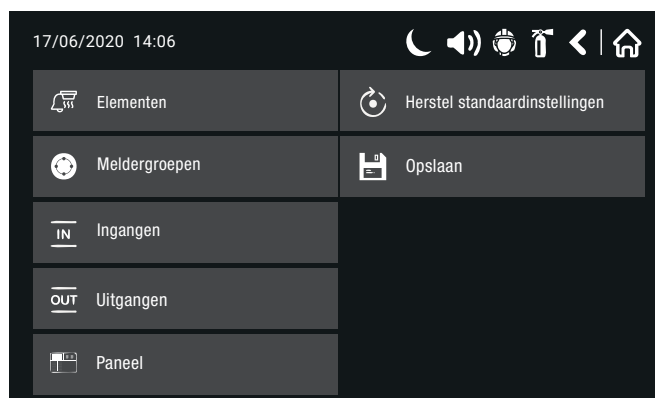 17/06/2020 14:06
Elementen
Herstel standaardinstellingen
Meldergroepen
Opslaan
IN Ingangen
OUT Uitgangen
Paneel